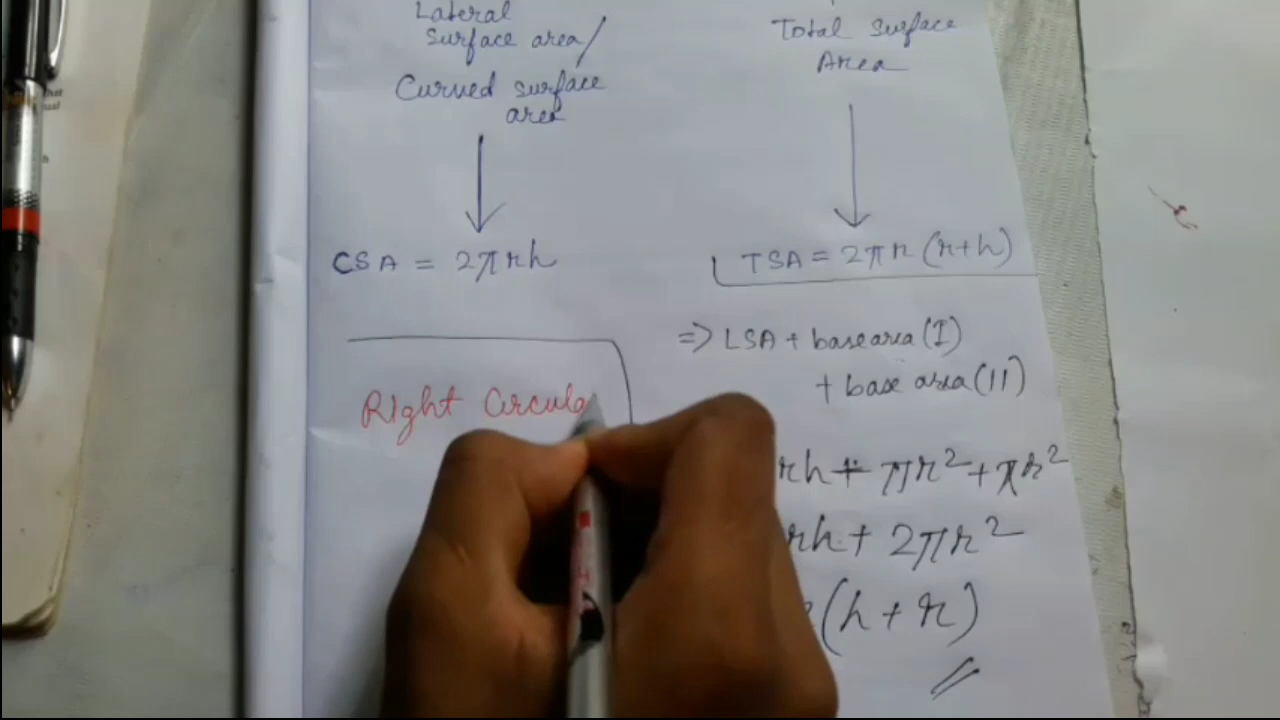 Lateral
Surface area/
Curved surface
area
CSA = 2πrh
Right Circula
Total Surface
Area
TSA = 2πr (r+h)
=> LSA + base area (I)
+ base area (II)
rh + πr² + πr²
rh + 2πr²
(h + r)